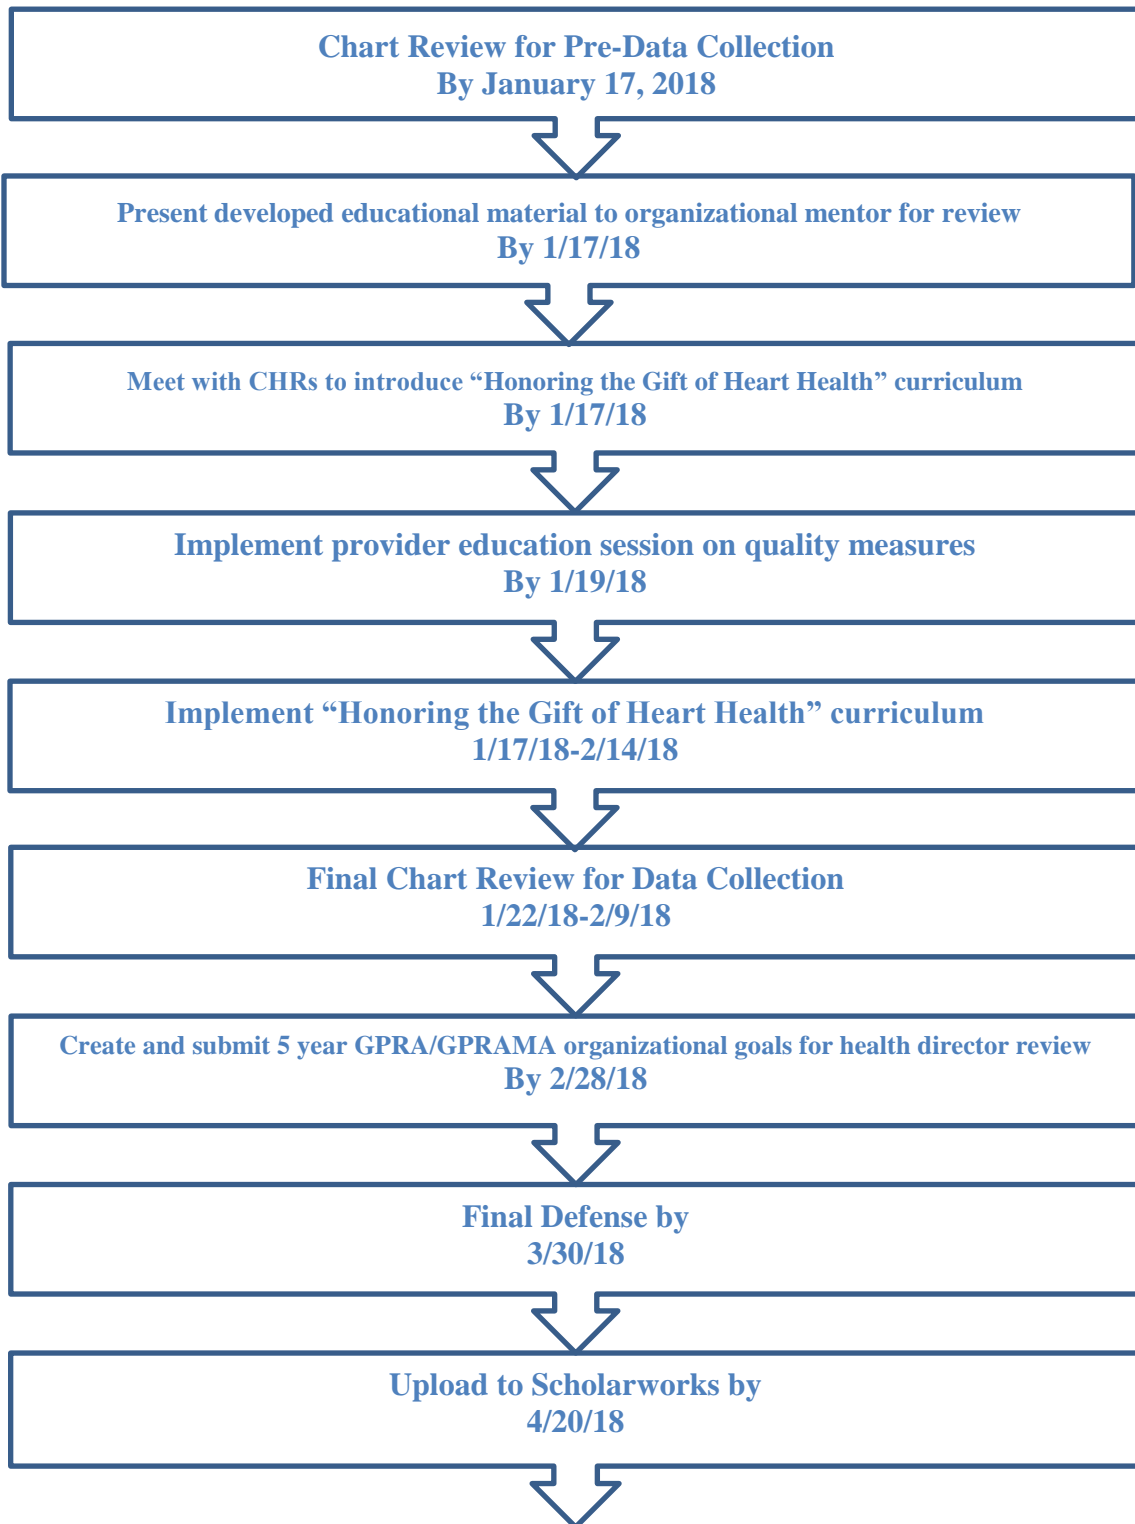 Chart Review for Pre-Data Collection
By January 17, 2018
Present developed educational material to organizational mentor for review
By 1/17/18
Meet with CHRs to introduce “Honoring the Gift of Heart Health” curriculum
By 1/17/18
Implement provider education session on quality measures
By 1/19/18
Implement “Honoring the Gift of Heart Health” curriculum
1/17/18-2/14/18
Final Chart Review for Data Collection
1/22/18-2/9/18
Create and submit 5 year GPRA/GPRAMA organizational goals for health director review
By 2/28/18
Final Defense by
3/30/18
Upload to Scholarworks by
4/20/18